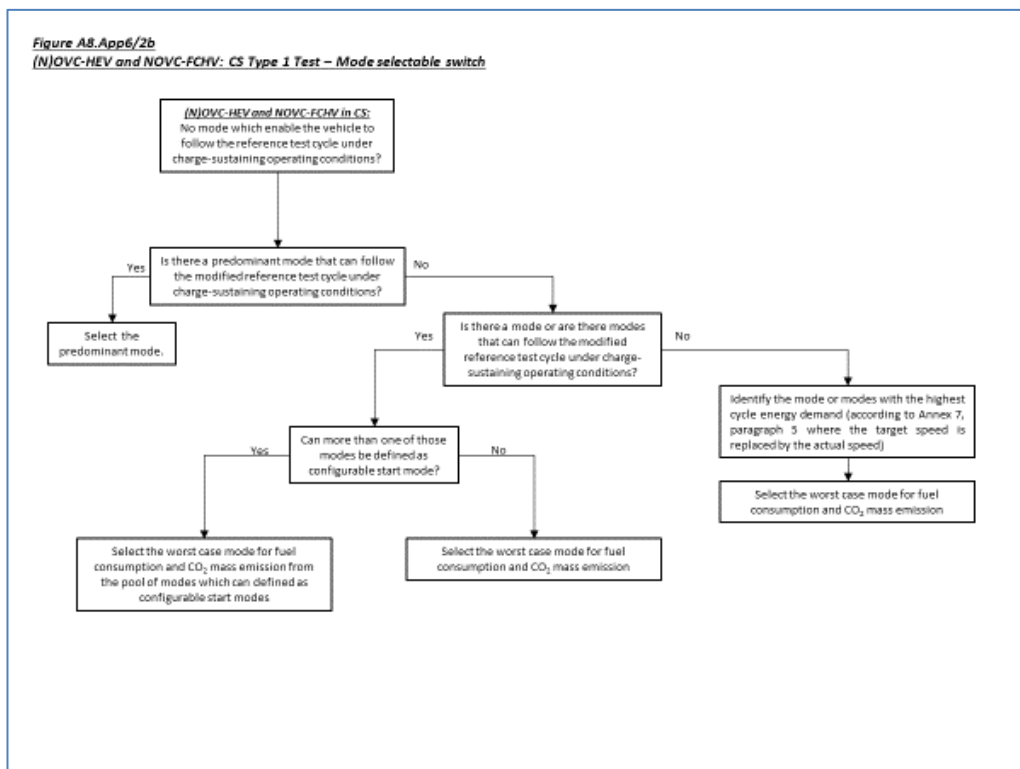 Figure A8.App6/2b
(N)OVC-HEV and NOVC-FCHV: CS Type 1 Test – Mode selectable switch
(N)OVC-HEV and NOVC-FCHV in CS:
No mode which enable the vehicle to
follow the reference test cycle under
charge-sustaining operating conditions?
Is there a predominant mode that can follow
the modified reference test cycle under
charge-sustaining operating conditions?
Yes
No
Select the
predominant mode.
Is there a mode or are there modes
that can follow the modified
reference test cycle under charge-
sustaining operating conditions?
Yes
No
Identify the mode or modes with the highest
cycle energy demand (according to Annex 7,
paragraph 5 where the target speed is
replaced by the actual speed)
Can more than one of those
modes be defined as
configurable start mode?
Yes
No
Select the worst case mode for fuel
consumption and CO₂ mass emission
Select the worst case mode for fuel
consumption and CO₂ mass emission from
the pool of modes which can defined as
configurable start modes
Select the worst case mode for fuel
consumption and CO₂ mass emission